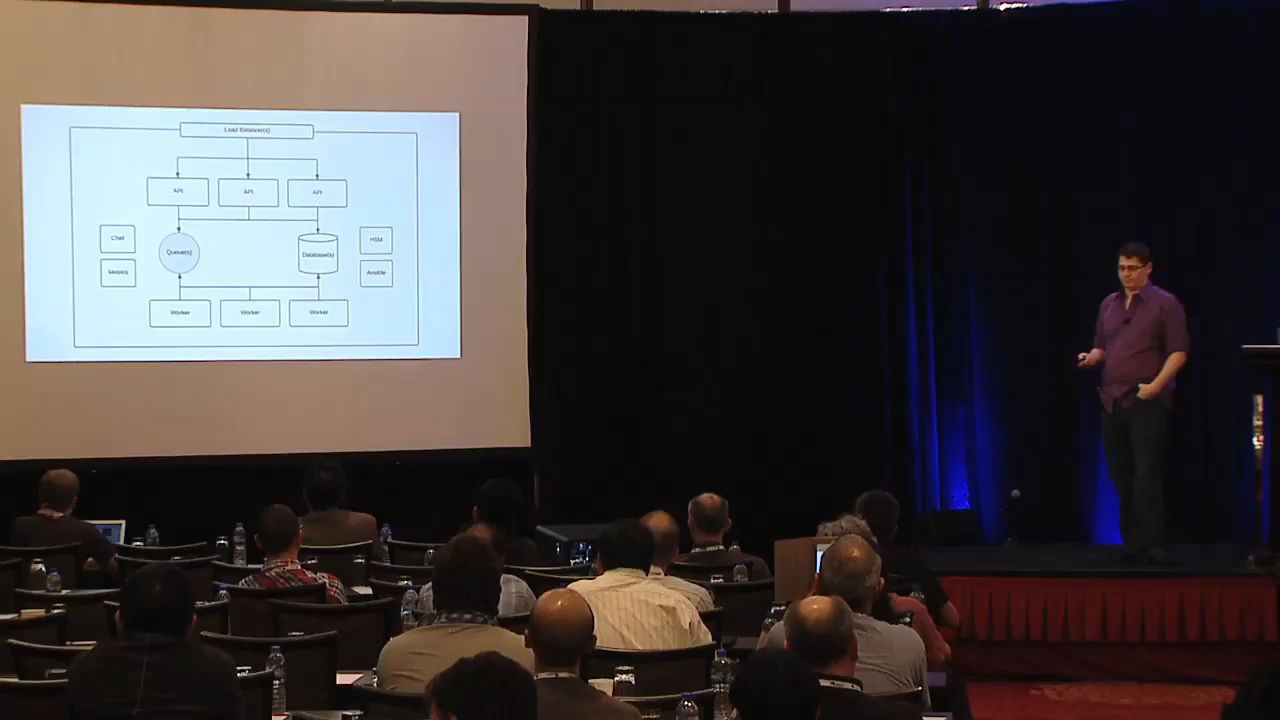 Load Balancer(s)
API API API
Chef Queue(s) Database(s) HSM
Metrics Ansible
Worker Worker Worker